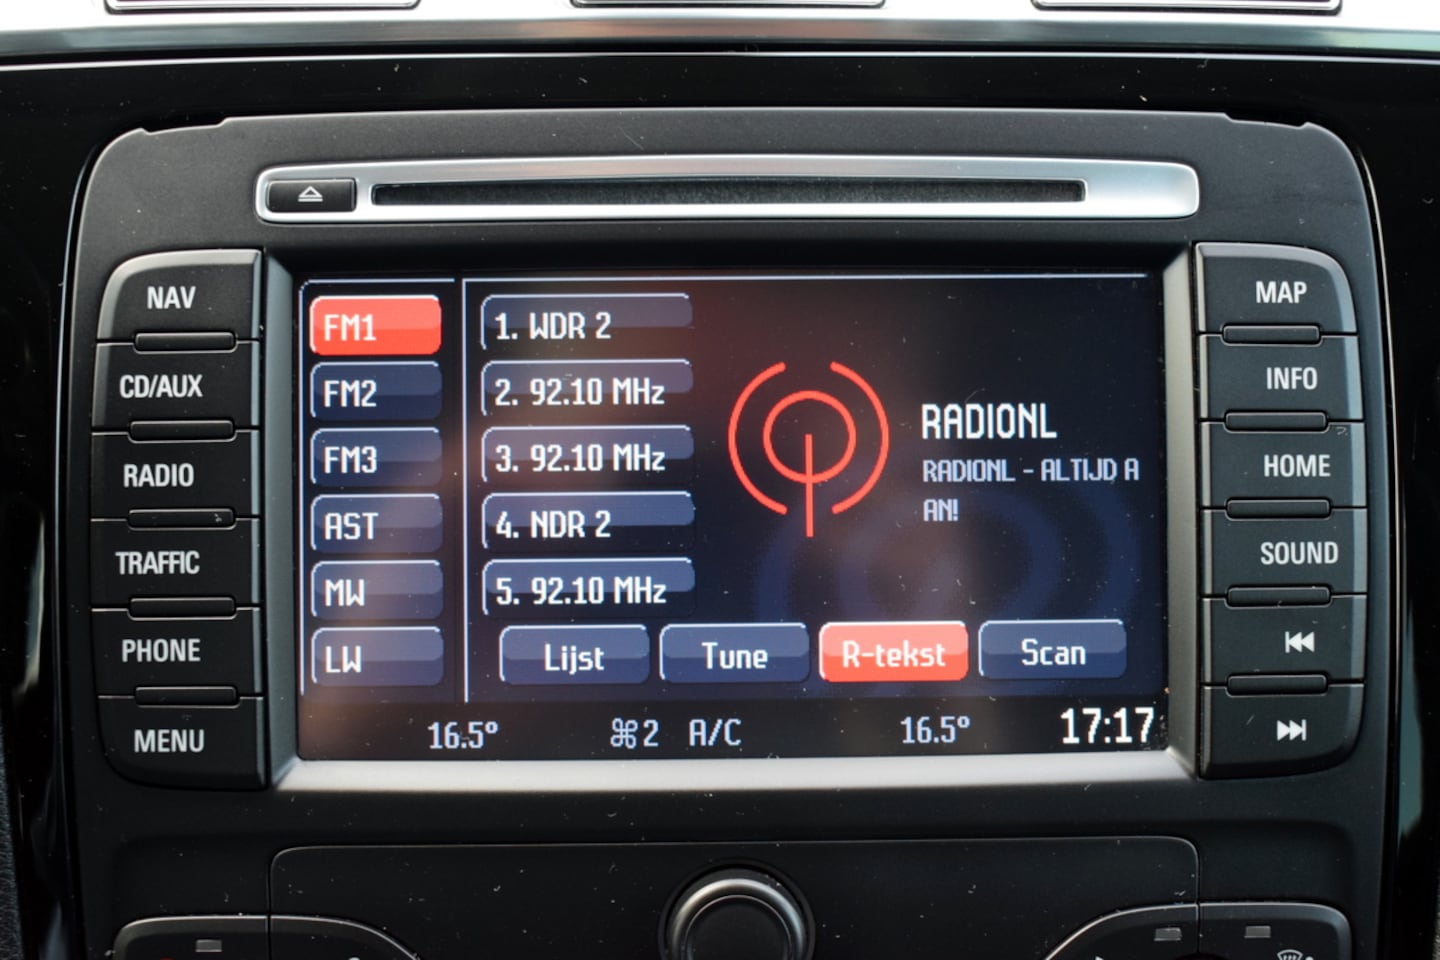 NAV
CD/AUX
RADIO
TRAFFIC
PHONE
MENU
FM1
FM2
FM3
AST
MW
LW
1. WDR 2
2. 92.10 MHz
3. 92.10 MHz
4. NDR 2
5. 92.10 MHz
RADIONL
RADIONL - ALTIJD A
AN!
Lijst Tune R-tekst Scan
16.5° ⌘2 A/C 16.5° 17:17
MAP
INFO
HOME
SOUND